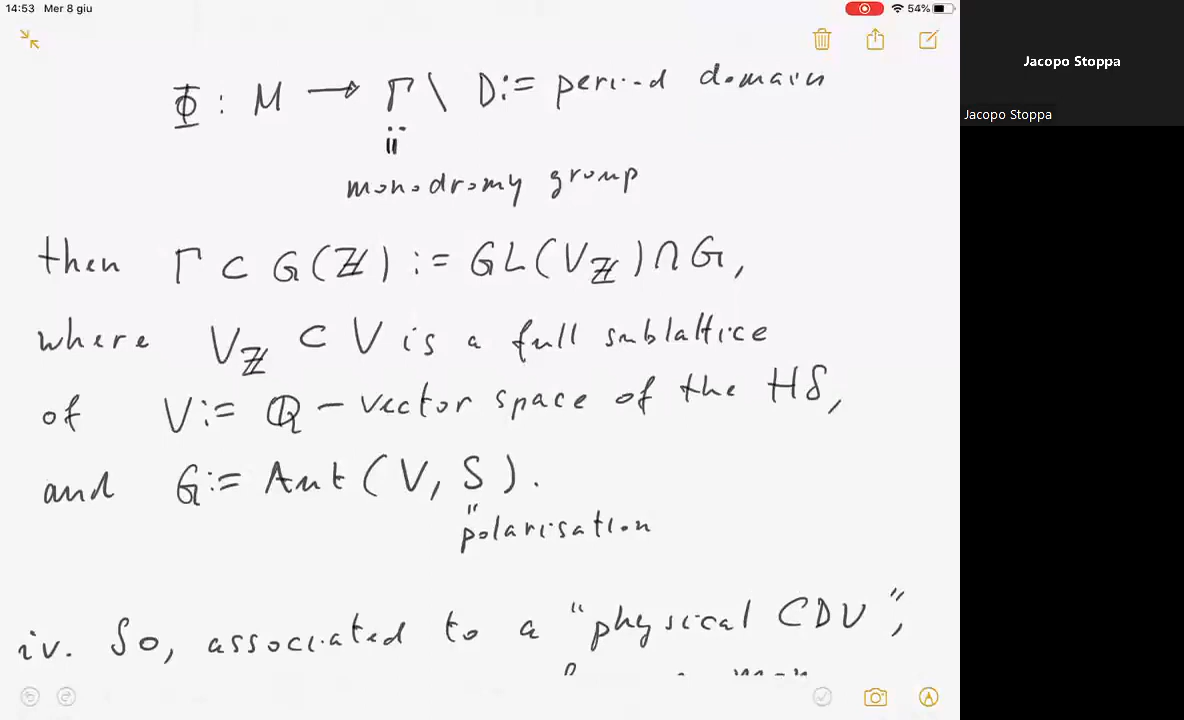 14:53 Mer 8 giu
54%
Jacopo Stoppa
Jacopo Stoppa
Φ : M → Γ \ D := period domain
monodromy group
then Γ ⊂ G(ℤ) := GL(V_ℤ) ∩ G,
where V_ℤ ⊂ V is a full sublattice
of V := ℚ - vector space of the HS,
and G := Aut (V, S).
"polarisation
iv. So, associated to a "physical CDV",